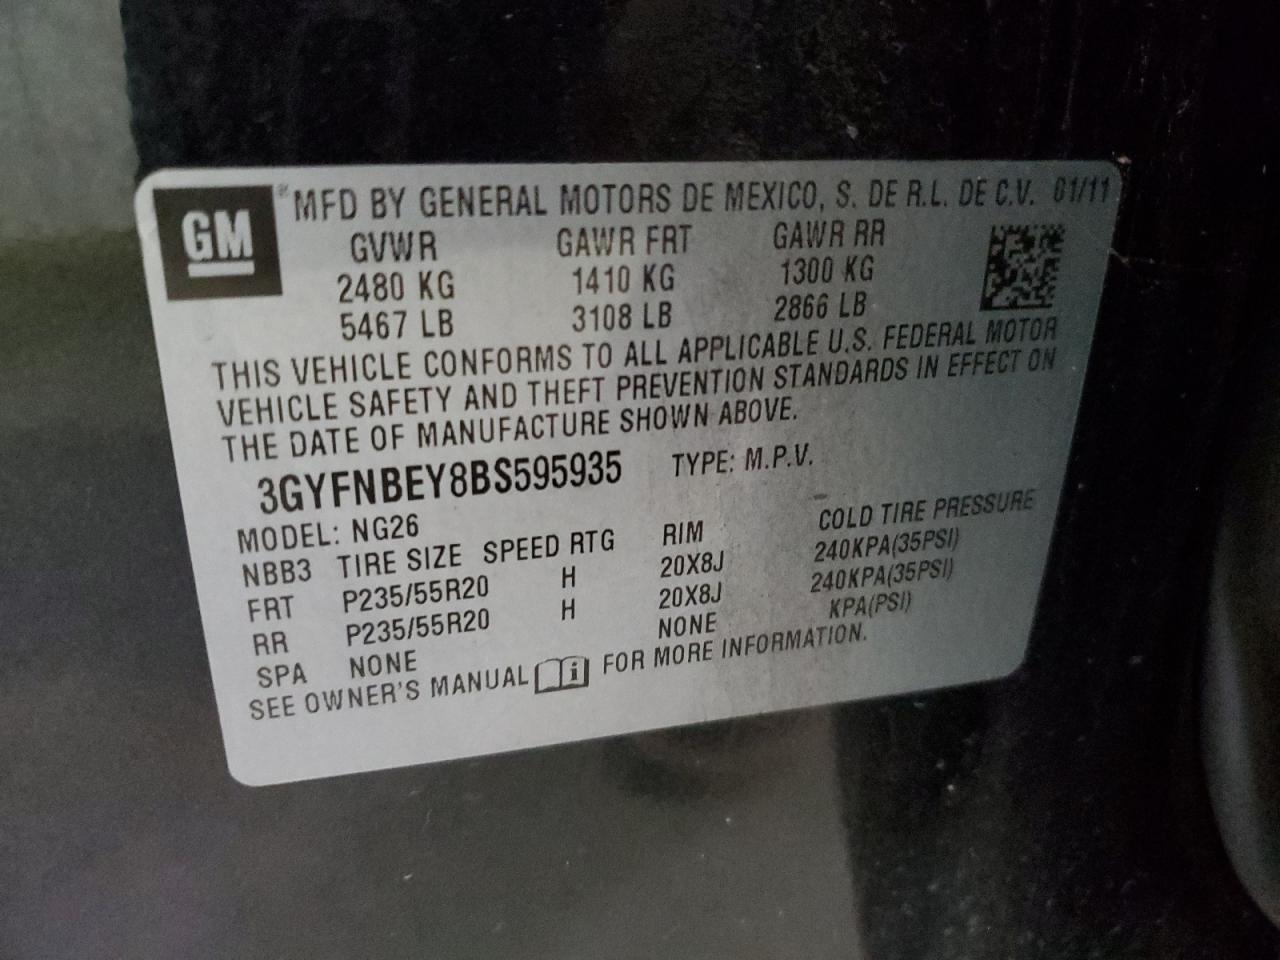 GM
® MFD BY GENERAL MOTORS DE MEXICO, S. DE R.L. DE C.V. 01/11
GVWR GAWR FRT GAWR RR
2480 KG 1410 KG 1300 KG
5467 LB 3108 LB 2866 LB
THIS VEHICLE CONFORMS TO ALL APPLICABLE U.S. FEDERAL MOTOR
VEHICLE SAFETY AND THEFT PREVENTION STANDARDS IN EFFECT ON
THE DATE OF MANUFACTURE SHOWN ABOVE.
3GYFNBEY8BS595935 TYPE: M.P.V.
MODEL: NG26
NBB3 TIRE SIZE SPEED RTG RIM COLD TIRE PRESSURE
FRT P235/55R20 H 20X8J 240KPA(35PSI)
RR P235/55R20 H 20X8J 240KPA(35PSI)
SPA NONE NONE KPA(PSI)
SEE OWNER'S MANUAL i FOR MORE INFORMATION.